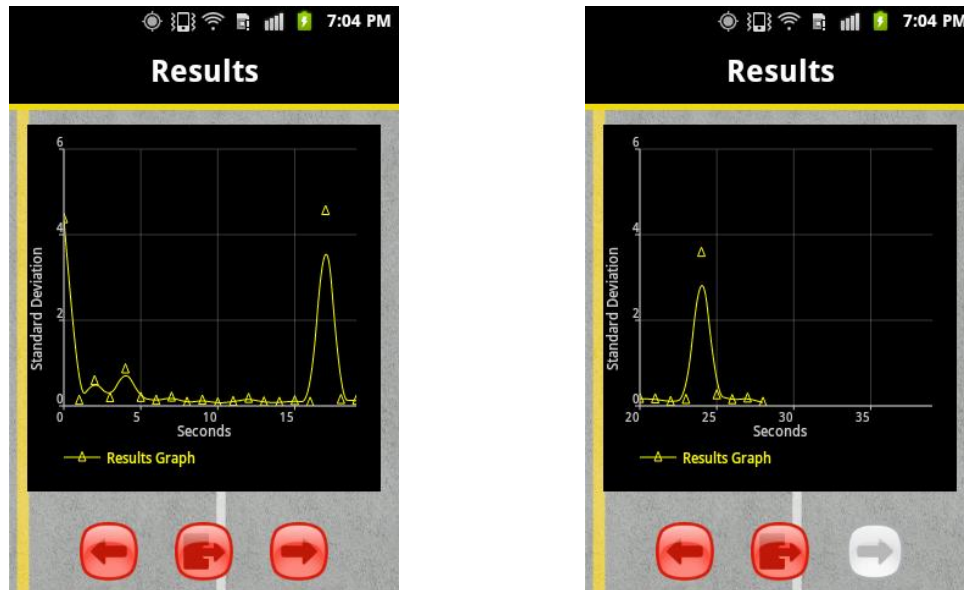 7:04 PM
Results
6
4
2
0
Standard Deviation
0 5 10 15
Seconds
Results Graph
7:04 PM
Results
6
4
2
0
Standard Deviation
20 25 30 35
Seconds
Results Graph